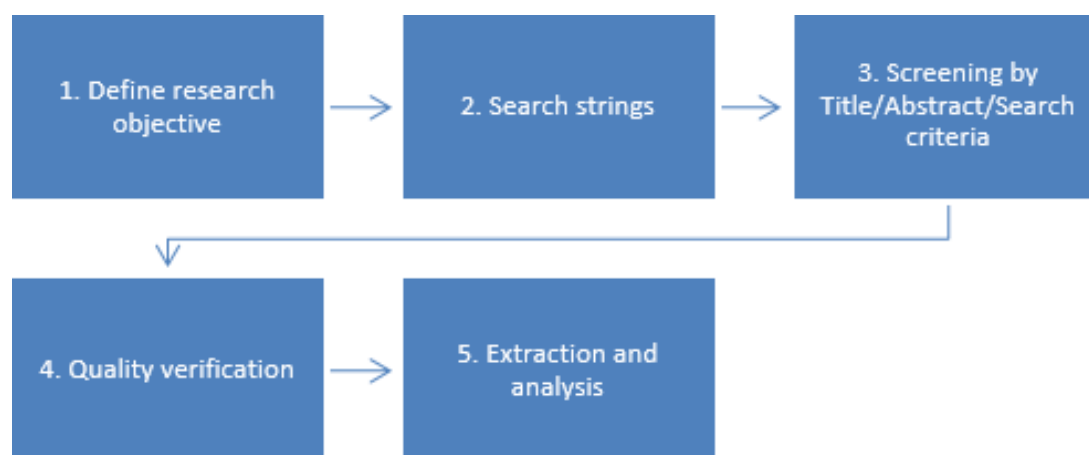 1. Define research
objective
2. Search strings
3. Screening by
Title/Abstract/Search
criteria
4. Quality verification
5. Extraction and
analysis